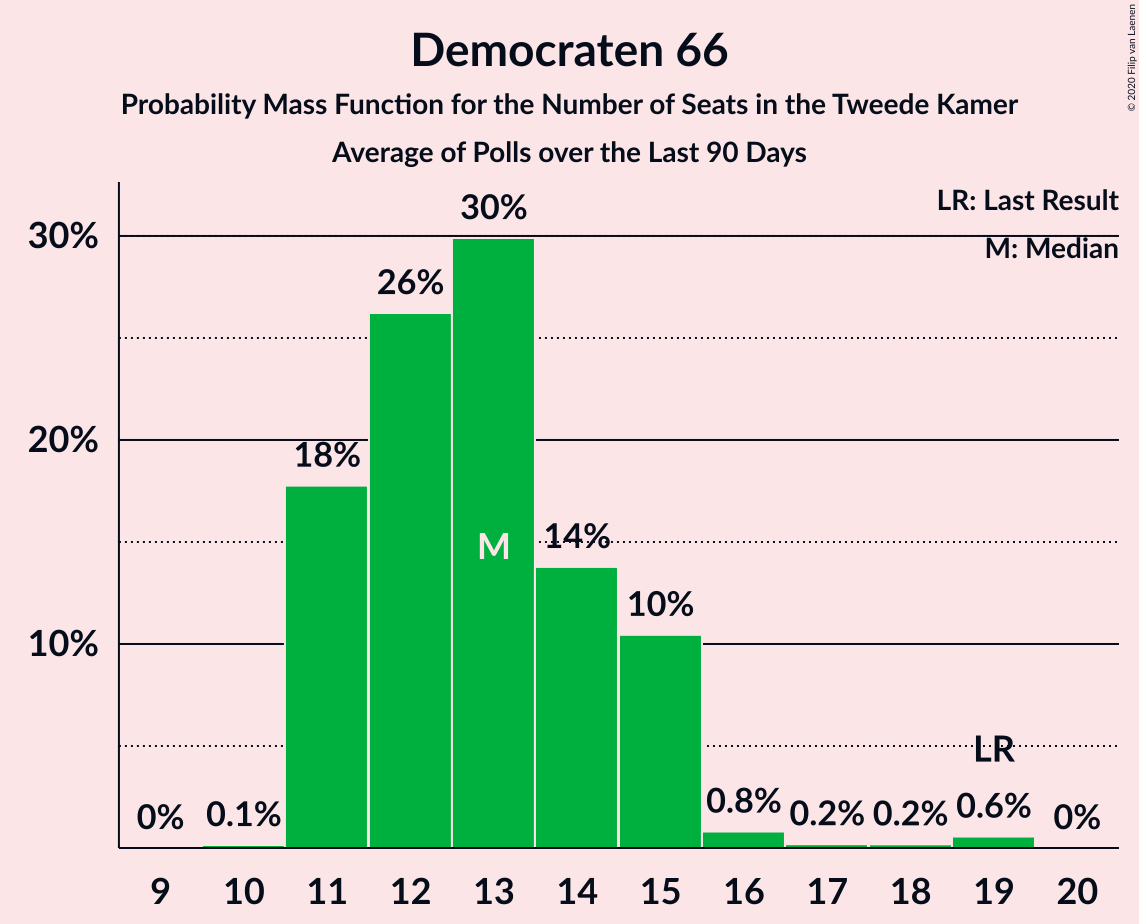 Democraten 66
Probability Mass Function for the Number of Seats in the Tweede Kamer
Average of Polls over the Last 90 Days
© 2020 Filip van Laenen
LR: Last Result
M: Median
30%
20%
10%
0%
0.1%
18%
26%
30%
14%
10%
0.8%
0.2%
0.2%
0.6%
0%
M
LR
9 10 11 12 13 14 15 16 17 18 19 20